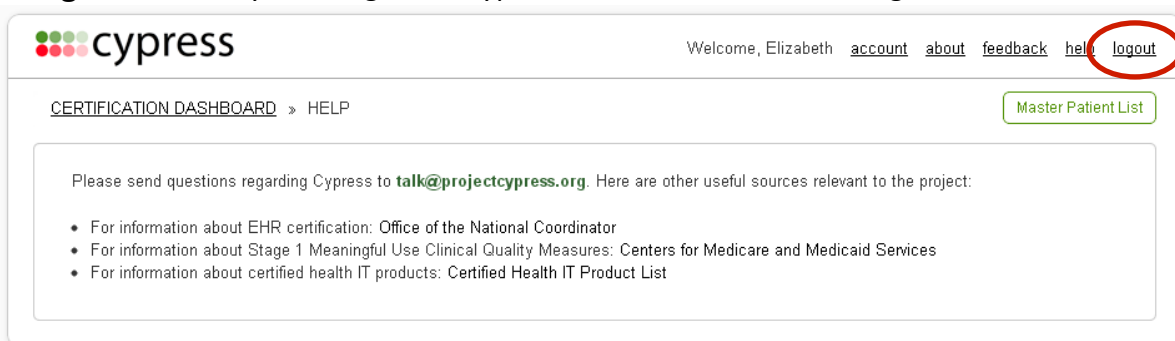 cypress
Welcome, Elizabeth account about feedback help logout
CERTIFICATION DASHBOARD » HELP
Master Patient List
Please send questions regarding Cypress to talk@projectcypress.org. Here are other useful sources relevant to the project:
• For information about EHR certification: Office of the National Coordinator
• For information about Stage 1 Meaningful Use Clinical Quality Measures: Centers for Medicare and Medicaid Services
• For information about certified health IT products: Certified Health IT Product List